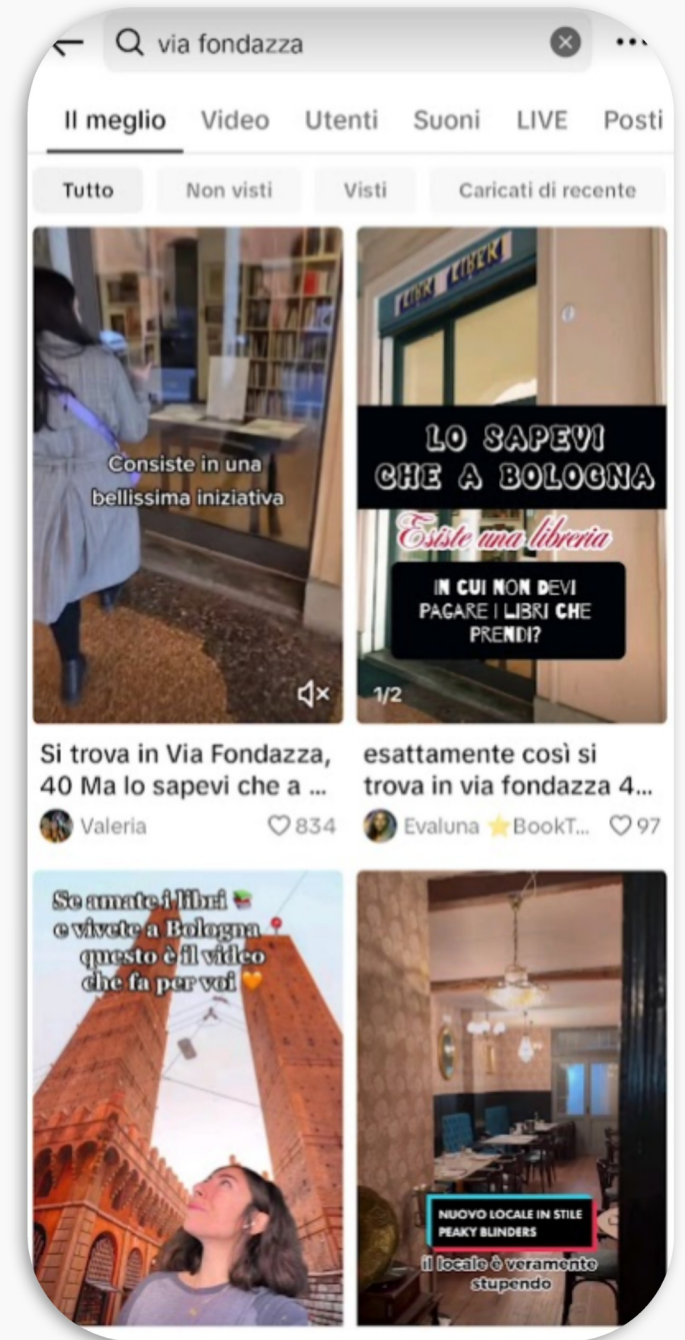 via fondazza
Il meglio Video Utenti Suoni LIVE Posti
Tutto Non visti Visti Caricati di recente
Consiste in una
bellissima iniziativa
Si trova in Via Fondazza,
40 Ma lo sapevi che a ...
Valeria 834
LIBRI LIBERI
LO SAPEVI
CHE A BOLOGNA
Esiste una libreria
IN CUI NON DEVI
PAGARE I LIBRI CHE
PRENDI?
1/2
esattamente così si
trova in via fondazza 4...
Evaluna ⭐BookT... 97
Se amate i libri 📚
e vivete a Bologna 📍
questo è il video
che fa per voi 🧡
NUOVO LOCALE IN STILE
PEAKY BLINDERS
il locale è veramente
stupendo